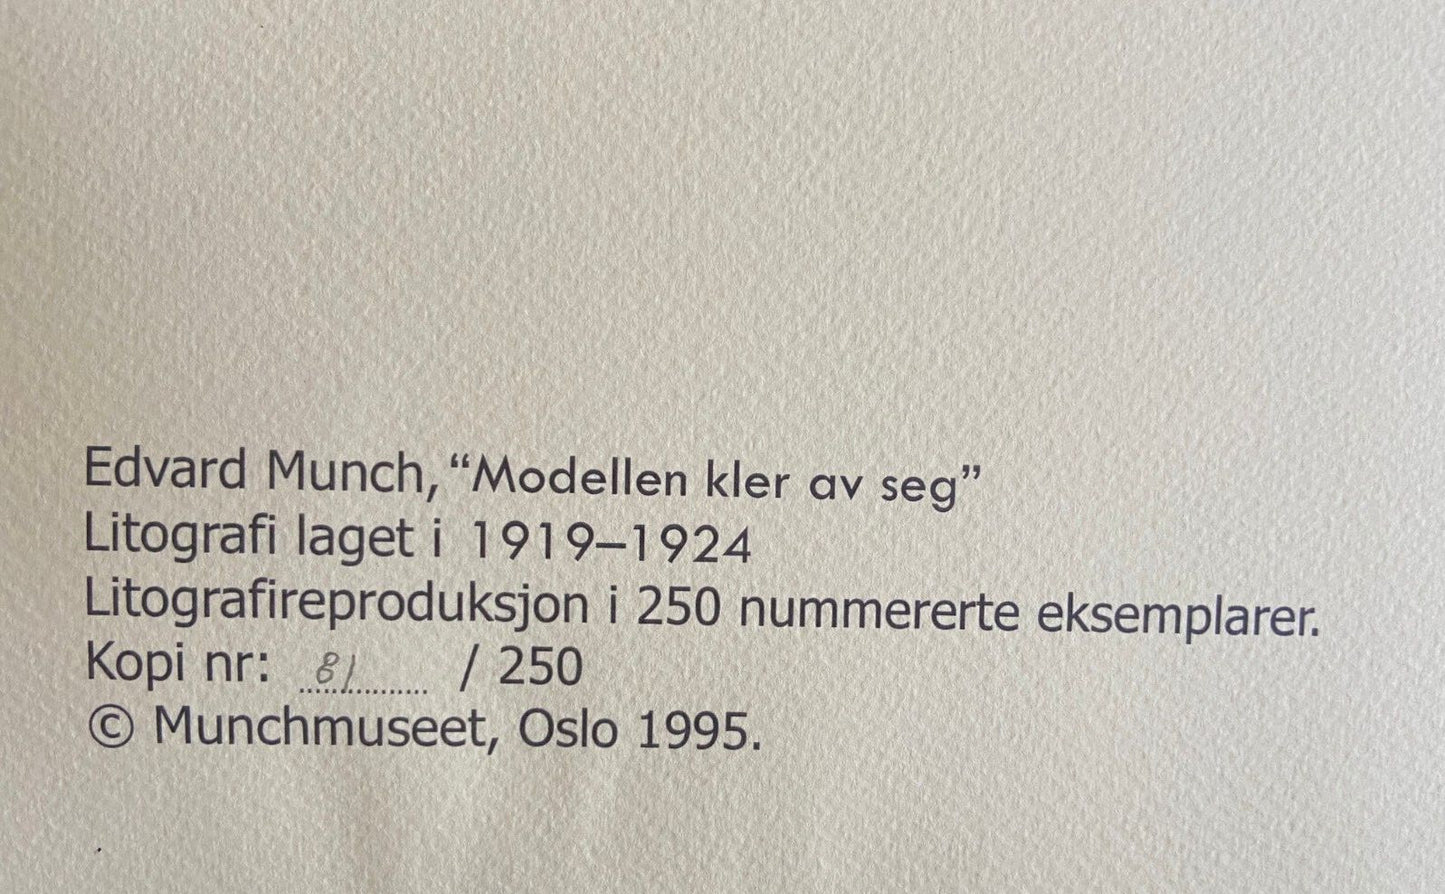 Edvard Munch, “Modellen kler av seg”
Litografi laget i 1919–1924
Litografireproduksjon i 250 nummererte eksemplarer.
Kopi nr: 81 / 250
© Munchmuseet, Oslo 1995.